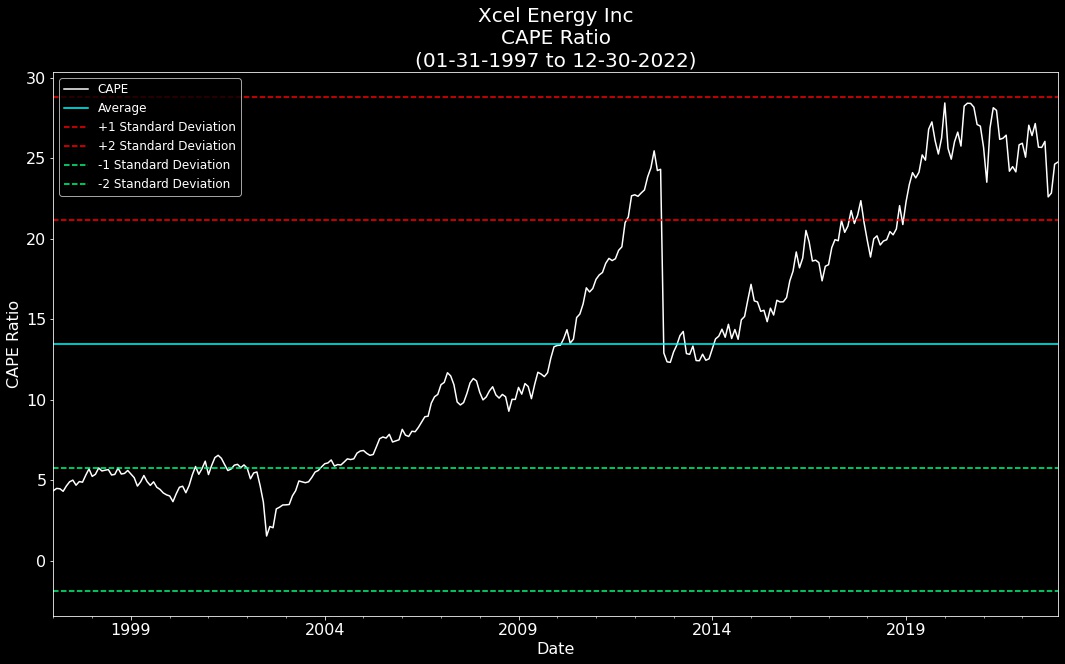 Xcel Energy Inc
CAPE Ratio
(01-31-1997 to 12-30-2022)
CAPE
Average
+1 Standard Deviation
+2 Standard Deviation
-1 Standard Deviation
-2 Standard Deviation
CAPE Ratio
30
25
20
15
10
5
0
1999
2004
2009
2014
2019
Date